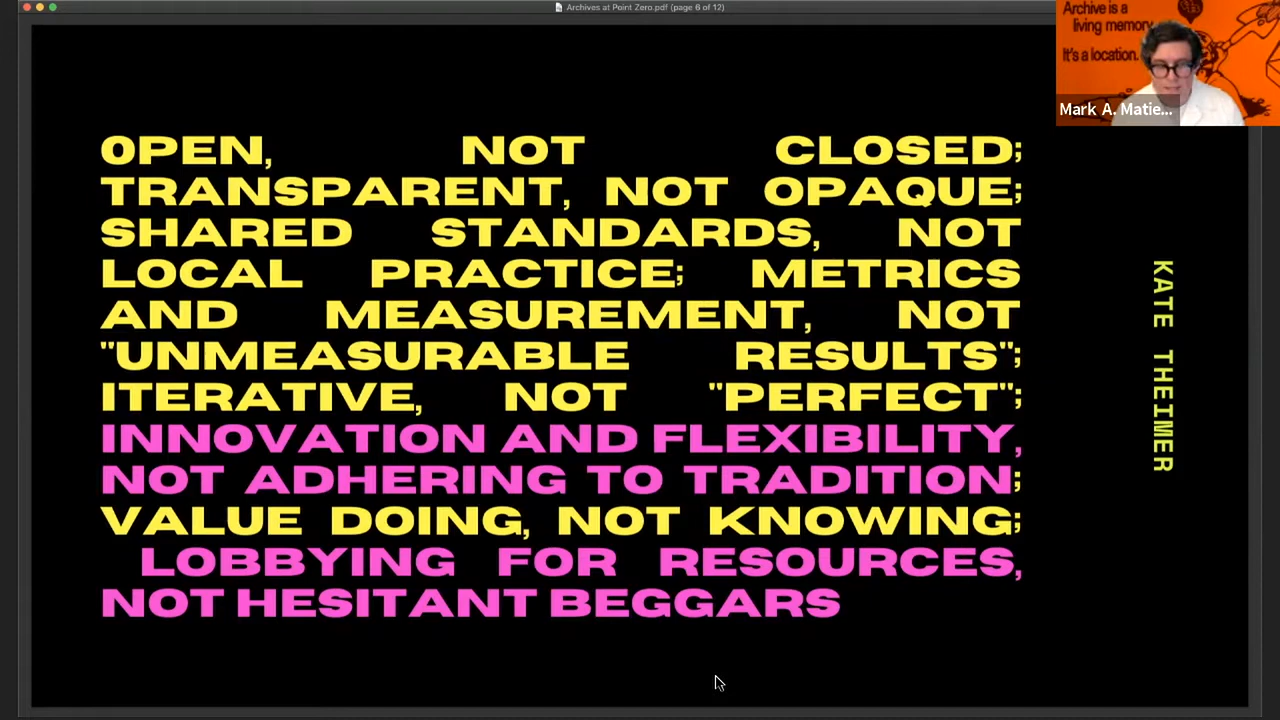 Archives at Point Zero.pdf (page 6 of 12)
Archive is a
living memory
It's a location.
Mark A. Matie...
OPEN, NOT CLOSED;
TRANSPARENT, NOT OPAQUE;
SHARED STANDARDS, NOT
LOCAL PRACTICE; METRICS
AND MEASUREMENT, NOT
"UNMEASURABLE RESULTS";
ITERATIVE, NOT "PERFECT";
INNOVATION AND FLEXIBILITY,
NOT ADHERING TO TRADITION;
VALUE DOING, NOT KNOWING;
LOBBYING FOR RESOURCES,
NOT HESITANT BEGGARS
KATE THEIMER